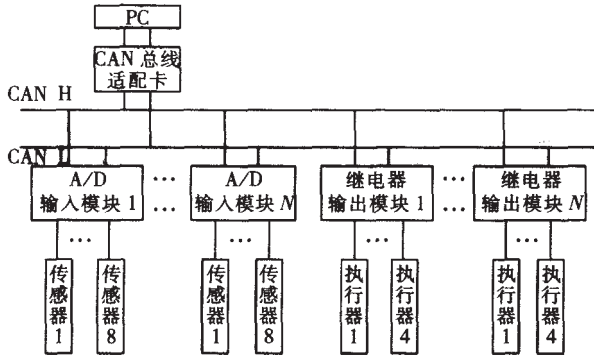 PC
CAN 总线
适配卡
CAN H
CAN L
A/D
输入模块 1
···
···
A/D
输入模块 N
继电器
输出模块 1
···
···
继电器
输出模块 N
···
···
···
···
传感器1
传感器8
传感器1
传感器8
执行器1
执行器4
执行器1
执行器4